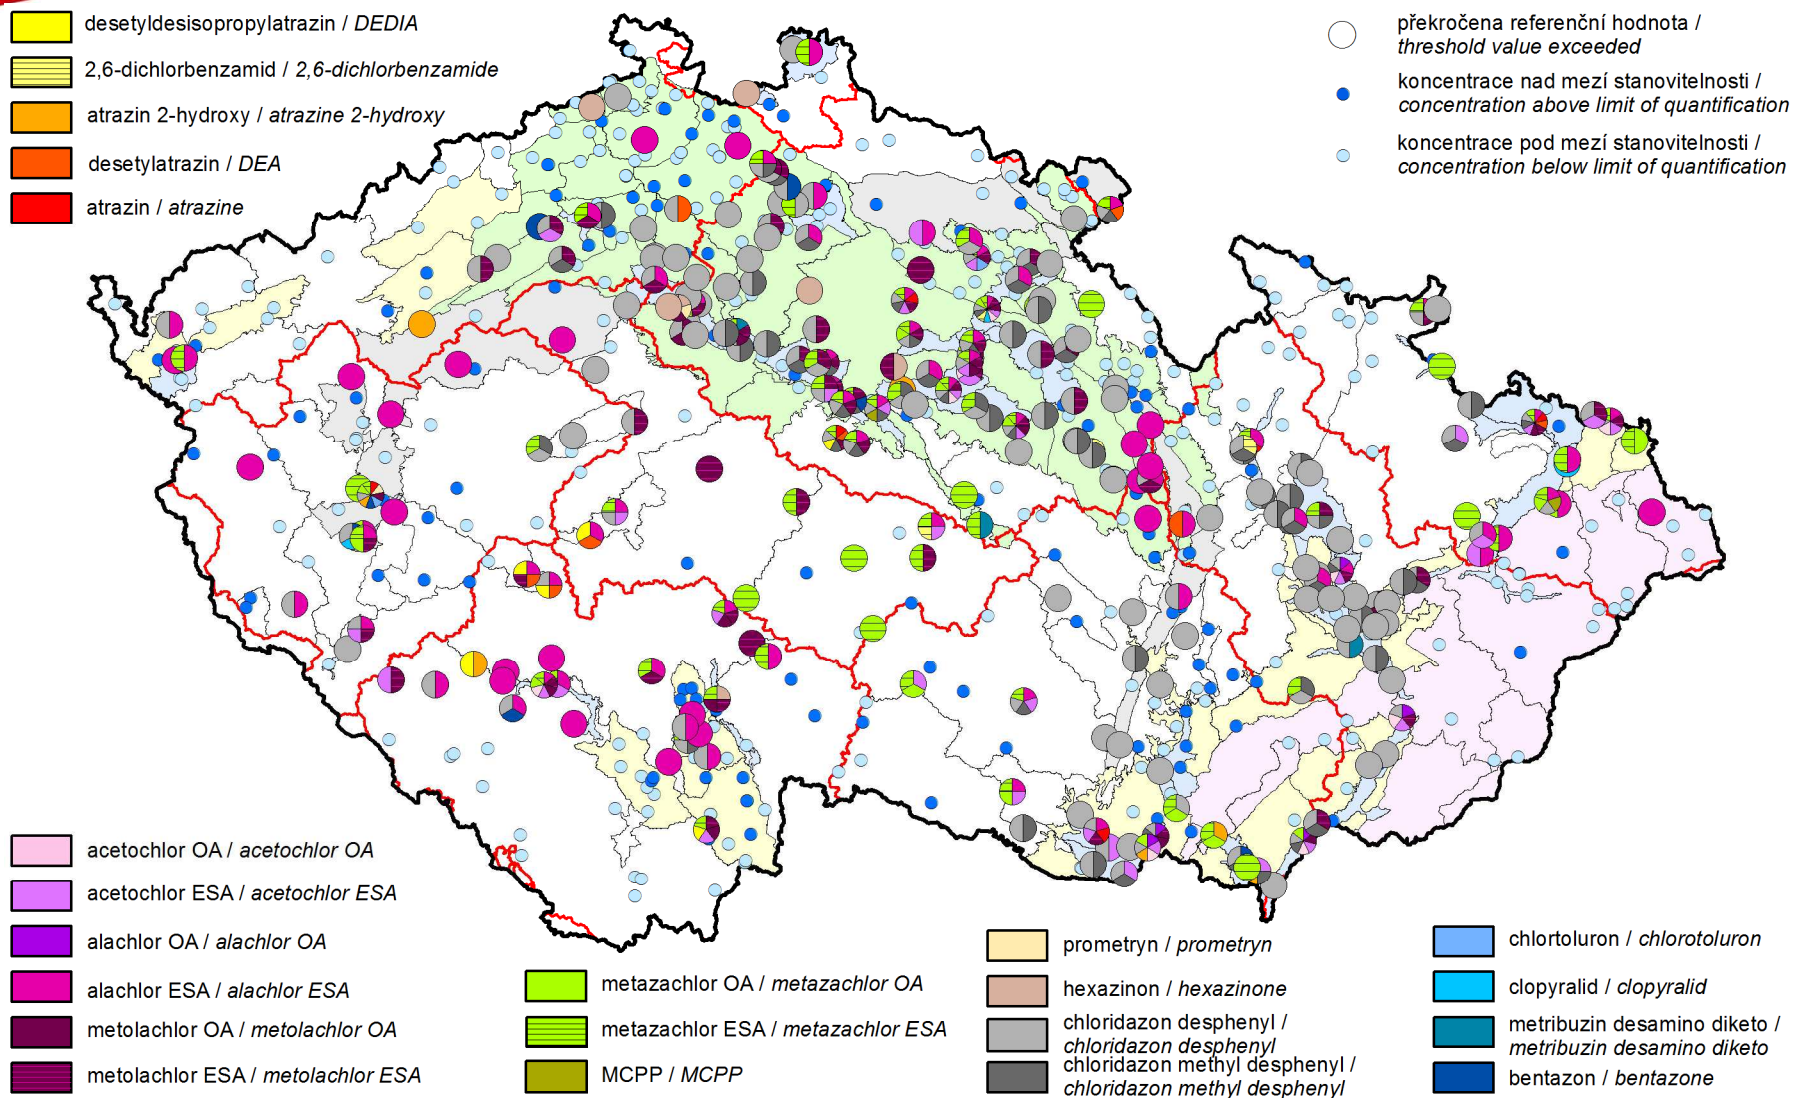 desetyldesisopropylatrazin / DEDIA
2,6-dichlorbenzamid / 2,6-dichlorbenzamide
atrazin 2-hydroxy / atrazine 2-hydroxy
desetylatrazin / DEA
atrazin / atrazine
překročena referenční hodnota /
threshold value exceeded
koncentrace nad mezí stanovitelnosti /
concentration above limit of quantification
koncentrace pod mezí stanovitelnosti /
concentration below limit of quantification
acetochlor OA / acetochlor OA
acetochlor ESA / acetochlor ESA
alachlor OA / alachlor OA
alachlor ESA / alachlor ESA
metolachlor OA / metolachlor OA
metolachlor ESA / metolachlor ESA
metazachlor OA / metazachlor OA
metazachlor ESA / metazachlor ESA
MCPP / MCPP
prometryn / prometryn
hexazinon / hexazinone
chloridazon desphenyl /
chloridazon desphenyl
chloridazon methyl desphenyl /
chloridazon methyl desphenyl
chlortoluron / chlorotoluron
clopyralid / clopyralid
metribuzin desamino diketo /
metribuzin desamino diketo
bentazon / bentazone